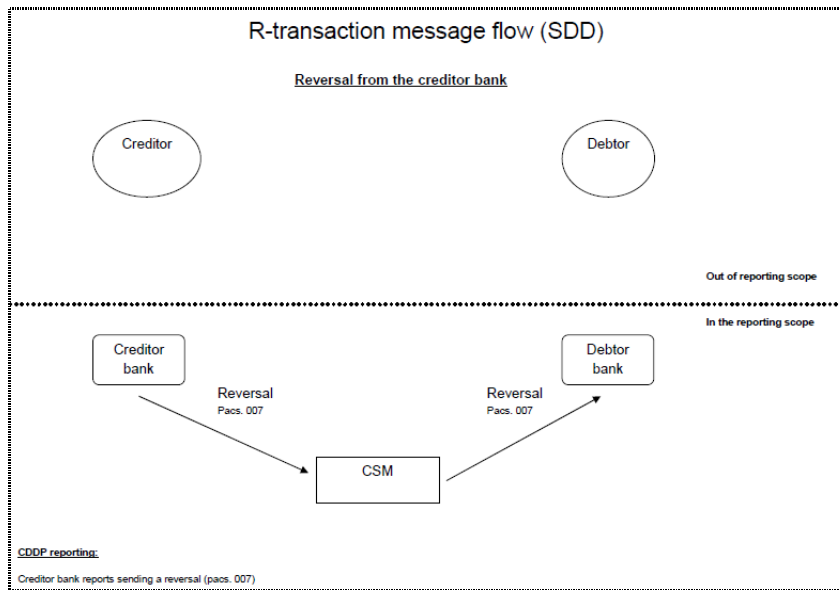 R-transaction message flow (SDD)
Reversal from the creditor bank
Creditor
Debtor
Out of reporting scope
In the reporting scope
Creditor
bank
Debtor
bank
Reversal
Pacs. 007
Reversal
Pacs. 007
CSM
CDDP reporting:
Creditor bank reports sending a reversal (pacs. 007)